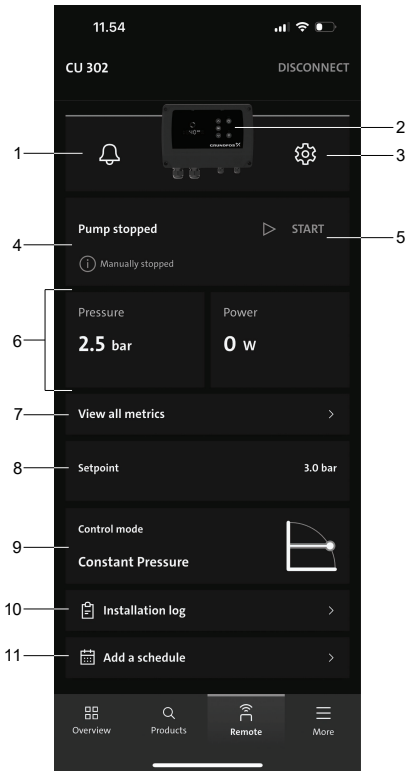 11.54
CU 302 DISCONNECT
GRUNDFOS
1
2
3
Pump stopped
START
4
5
Manually stopped
6
Pressure Power
2.5 bar 0 W
7 View all metrics
8 Setpoint 3.0 bar
Control mode
9
Constant Pressure
10 Installation log
11 Add a schedule
Overview Products Remote More